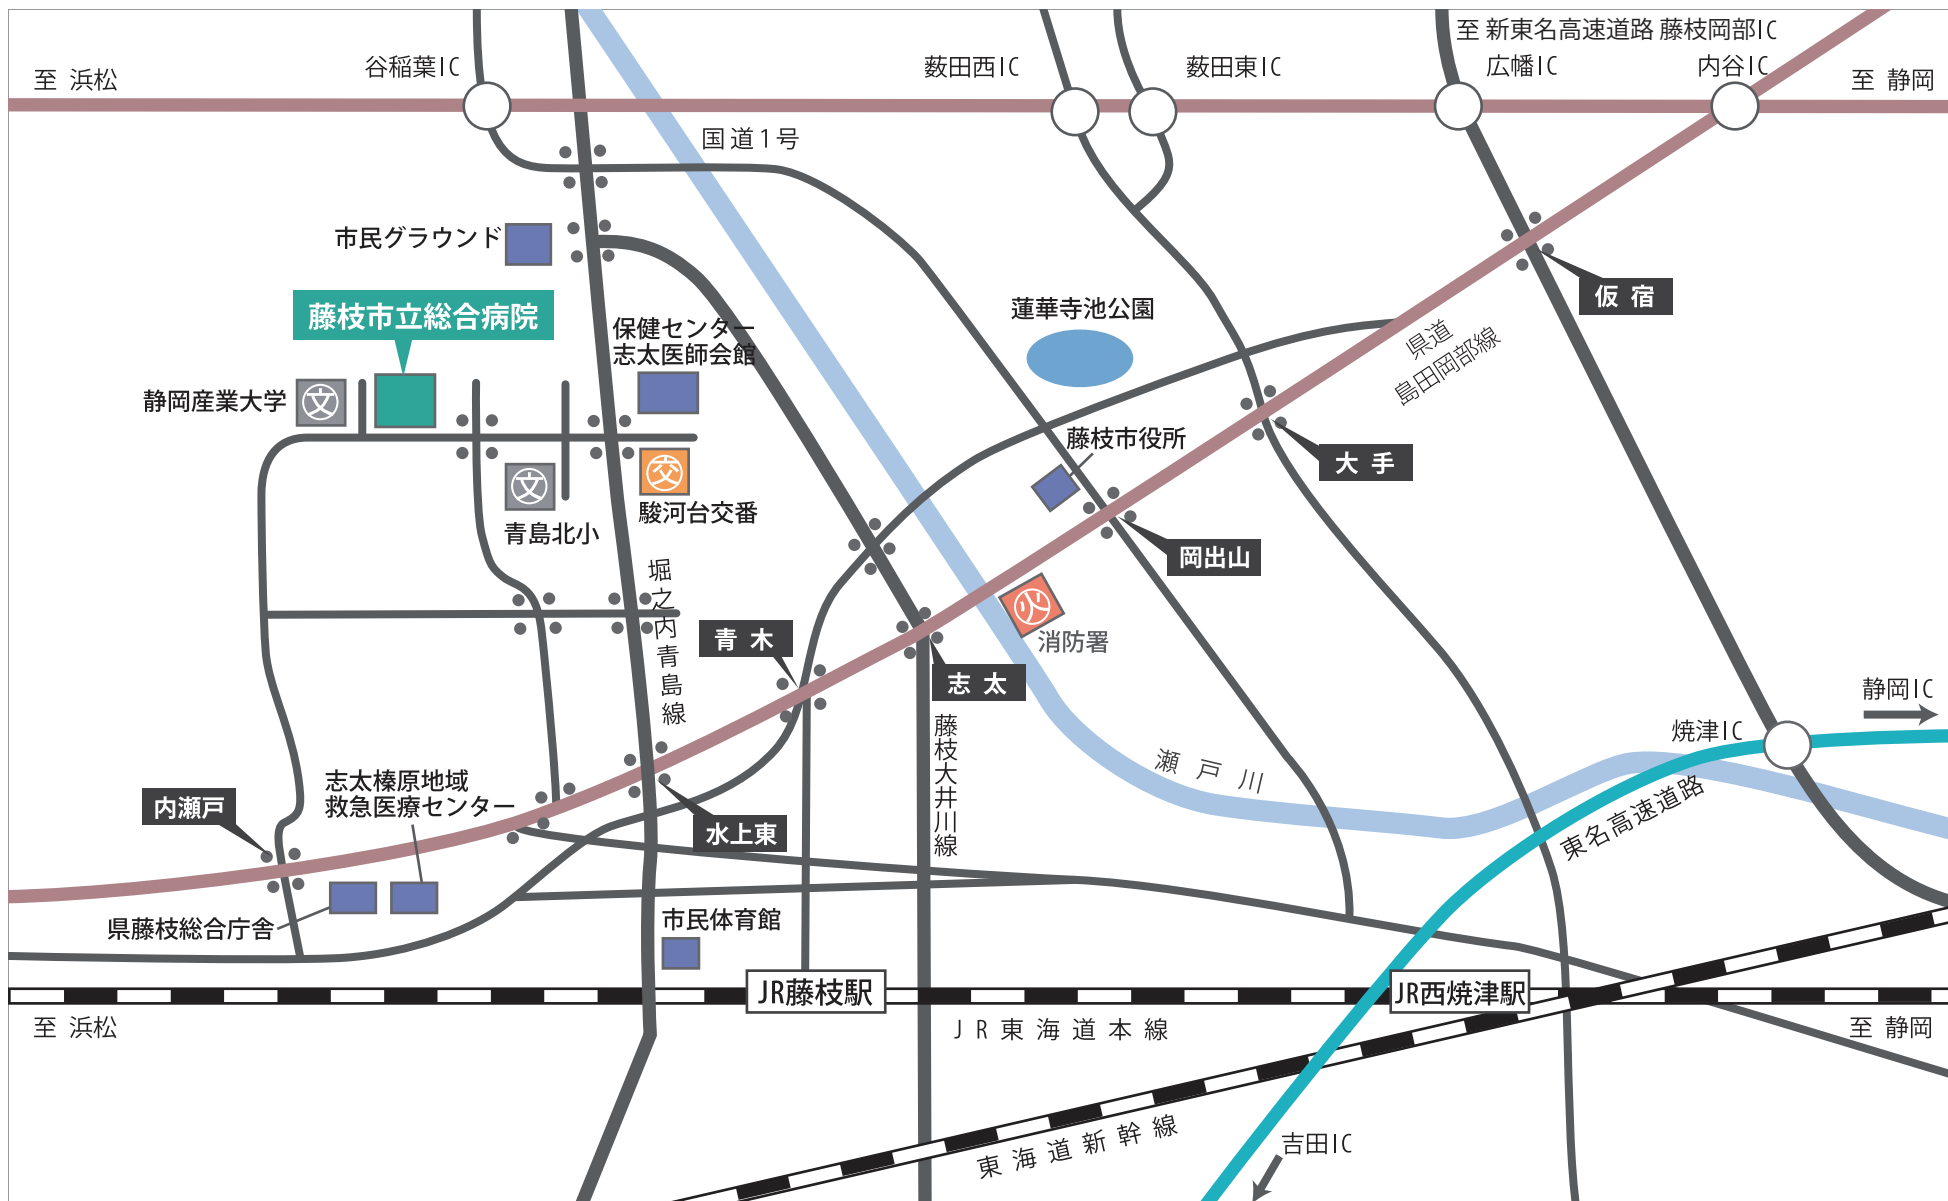 至 新東名高速道路 藤枝岡部IC
谷稲葉IC
薮田西IC
薮田東IC
広幡IC
内谷IC
至 浜松
至 静岡
国道1号
市民グラウンド
藤枝市立総合病院
蓮華寺池公園
仮宿
保健センター
志太医師会館
県道
島田岡部線
静岡産業大学
文
藤枝市役所
大手
文
交
青島北小
駿河台交番
岡出山
堀之内青島線
火
消防署
青木
志太
静岡IC
藤枝大井川線
焼津IC
瀬戸川
志太榛原地域
救急医療センター
内瀬戸
水上東
東名高速道路
県藤枝総合庁舎
市民体育館
JR藤枝駅
JR西焼津駅
至 浜松
JR東海道本線
至 静岡
東海道新幹線
吉田IC